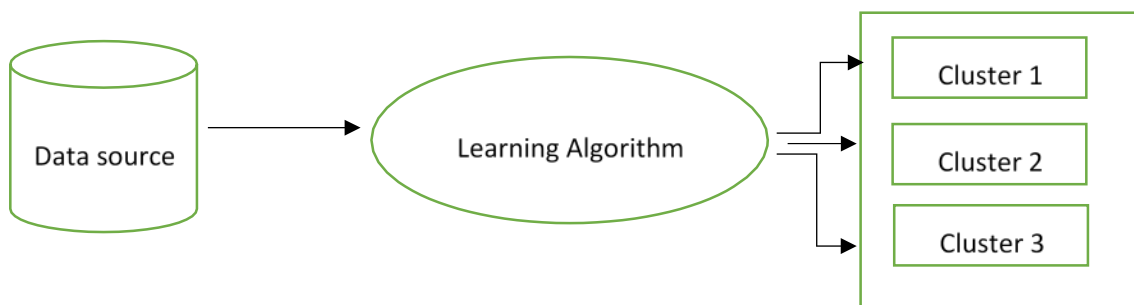 Data source
Learning Algorithm
Cluster 1
Cluster 2
Cluster 3